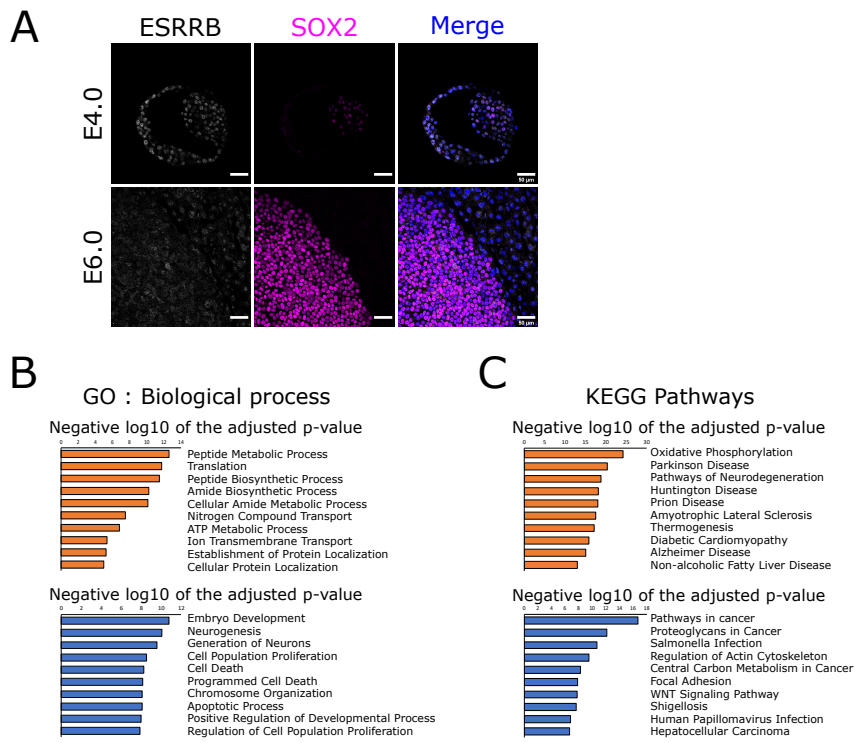 A
ESRRB SOX2 Merge
E4.0
50 µm
E6.0
50 µm
B
GO : Biological process
Negative log10 of the adjusted p-value
0 2 4 6 8 10 12 14
Peptide Metabolic Process
Translation
Peptide Biosynthetic Process
Amide Biosynthetic Process
Cellular Amide Metabolic Process
Nitrogen Compound Transport
ATP Metabolic Process
Ion Transmembrane Transport
Establishment of Protein Localization
Cellular Protein Localization
Negative log10 of the adjusted p-value
0 2 4 6 8 10 12
Embryo Development
Neurogenesis
Generation of Neurons
Cell Population Proliferation
Cell Death
Programmed Cell Death
Chromosome Organization
Apoptotic Process
Positive Regulation of Developmental Process
Regulation of Cell Population Proliferation
C
KEGG Pathways
Negative log10 of the adjusted p-value
0 5 10 15 20 25 30
Oxidative Phosphorylation
Parkinson Disease
Pathways of Neurodegeneration
Huntington Disease
Prion Disease
Amyotrophic Lateral Sclerosis
Thermogenesis
Diabetic Cardiomyopathy
Alzheimer Disease
Non-alcoholic Fatty Liver Disease
Negative log10 of the adjusted p-value
0 2 4 6 8 10 12 14 16 18
Pathways in cancer
Proteoglycans in Cancer
Salmonella Infection
Regulation of Actin Cytoskeleton
Central Carbon Metabolism in Cancer
Focal Adhesion
WNT Signaling Pathway
Shigellosis
Human Papillomavirus Infection
Hepatocellular Carcinoma